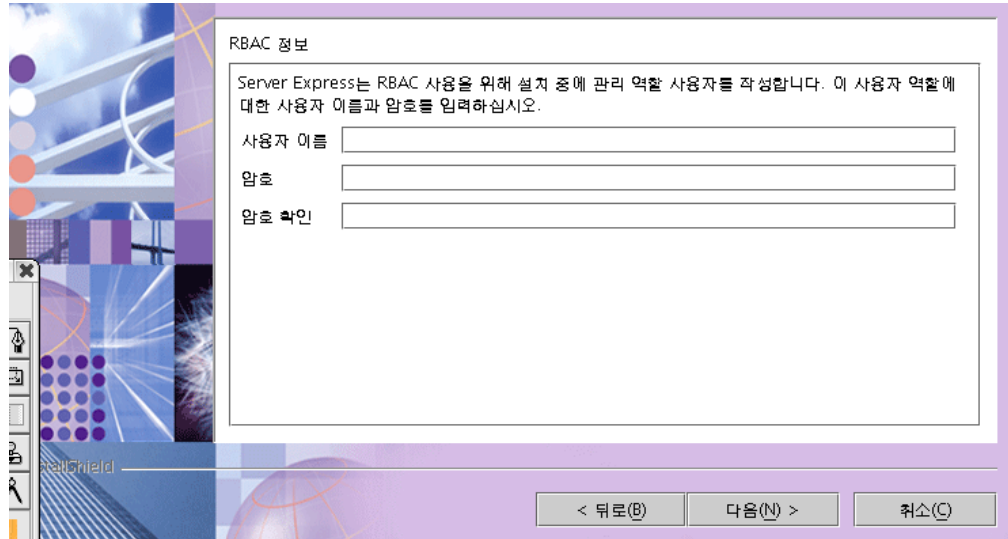 RBAC 정보
Server Express는 RBAC 사용을 위해 설치 중에 관리 역할 사용자를 작성합니다. 이 사용자 역할에
대한 사용자 이름과 암호를 입력하십시오.
사용자 이름
암호
암호 확인
allShield
< 뒤로(B)
다음(N) >
취소(C)